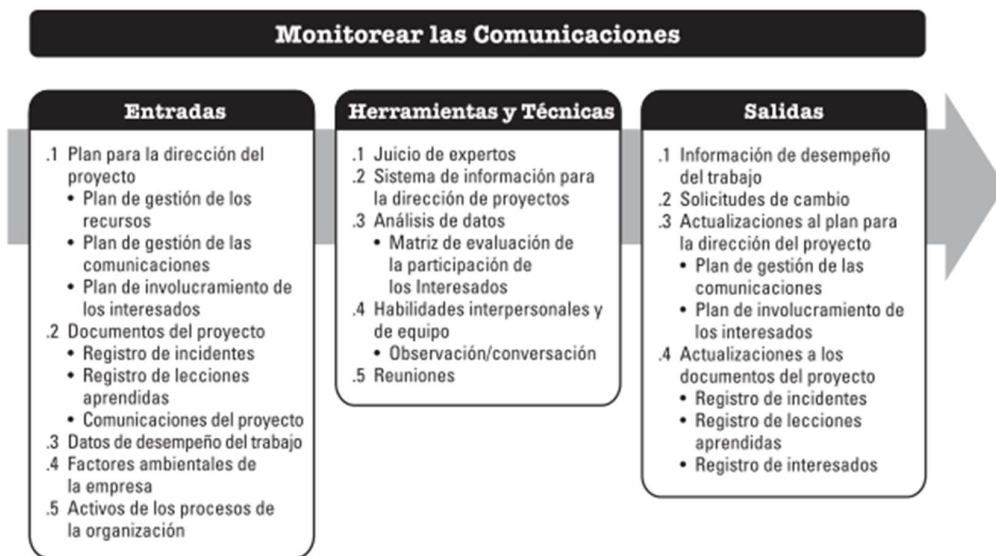 Monitorear las Comunicaciones
Entradas
.1 Plan para la dirección del
proyecto
• Plan de gestión de los
recursos
• Plan de gestión de las
comunicaciones
• Plan de involucramiento de
los interesados
.2 Documentos del proyecto
• Registro de incidentes
• Registro de lecciones
aprendidas
• Comunicaciones del proyecto
.3 Datos de desempeño del trabajo
.4 Factores ambientales de
la empresa
.5 Activos de los procesos de
la organización
Herramientas y Técnicas
.1 Juicio de expertos
.2 Sistema de información para
la dirección de proyectos
.3 Análisis de datos
• Matriz de evaluación de
la participación de
los Interesados
.4 Habilidades interpersonales y
de equipo
• Observación/conversación
.5 Reuniones
Salidas
.1 Información de desempeño
del trabajo
.2 Solicitudes de cambio
.3 Actualizaciones al plan para
la dirección del proyecto
• Plan de gestión de las
comunicaciones
• Plan de involucramiento de
los interesados
.4 Actualizaciones a los
documentos del proyecto
• Registro de incidentes
• Registro de lecciones
aprendidas
• Registro de interesados